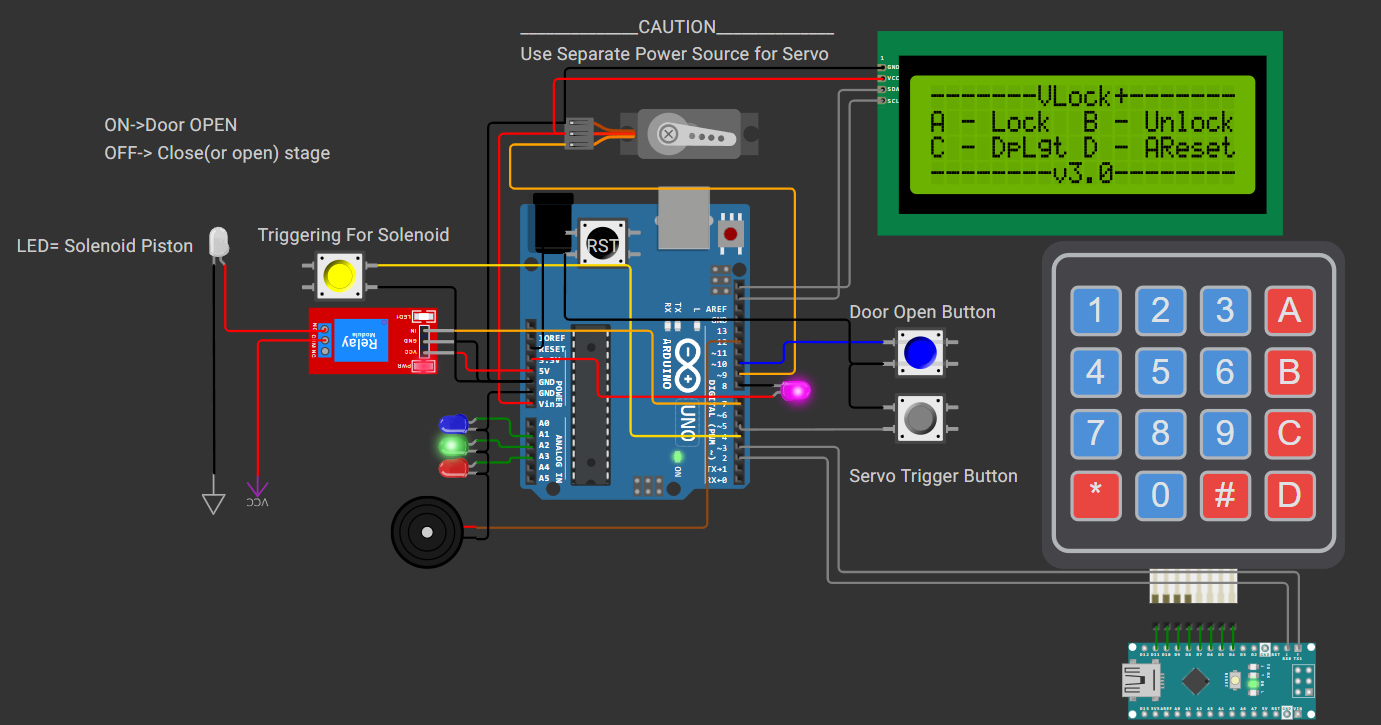 _____________CAUTION_____________
Use Separate Power Source for Servo
ON->Door OPEN
OFF-> Close(or open) stage
LED= Solenoid Piston
Triggering For Solenoid
1
GND
VCC
SDA
SCL
-------VLock+-------
A - Lock B - Unlock
C - DpLgt D - AReset
--------v3.0--------
RST
LED1
IN
GND
VCC
PWR
Relay
Module
NC
NO
VCC
RX
TX
L
AREF
GND
13
12
~11
~10
~9
8
7
~6
~5
4
~3
2
TX→1
RX←0
DIGITAL (PWM ~)
ARDUINO
UNO
ON
IOREF
RESET
3.3V
5V
GND
GND
Vin
POWER
A0
A1
A2
A3
A4
A5
ANALOG IN
Door Open Button
Servo Trigger Button
1 2 3 A
4 5 6 B
7 8 9 C
* 0 # D